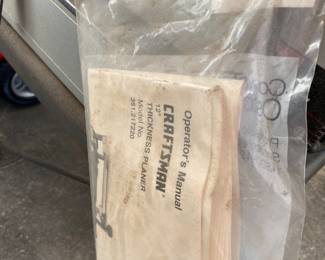 Operator's Manual
CRAFTSMAN
12"
THICKNESS PLANER
Model No.
351.217220